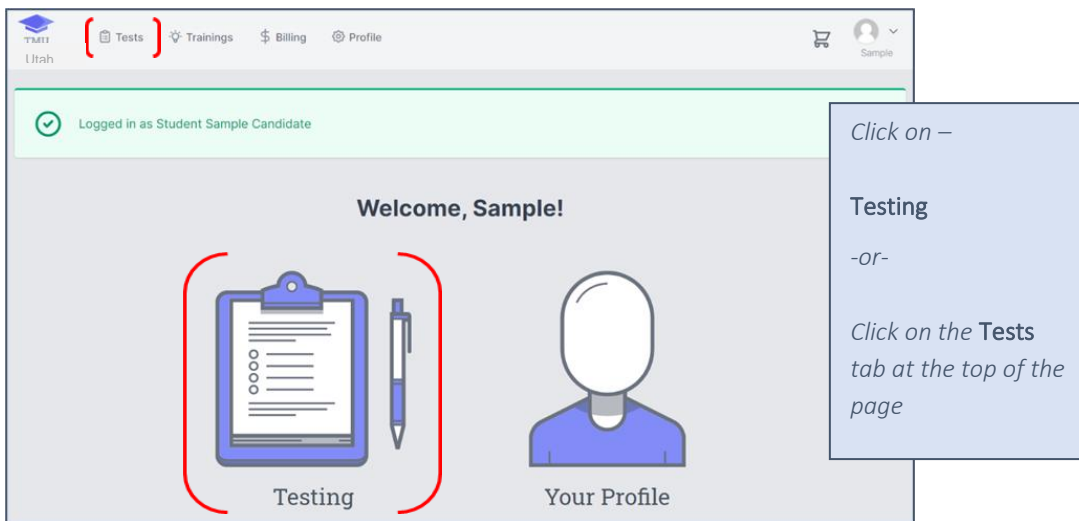 TMU
Tests Trainings $ Billing Profile
Utah
Sample
Logged in as Student Sample Candidate
Welcome, Sample!
Testing
Your Profile
Click on –
Testing
-or-
Click on the Tests
tab at the top of the
page